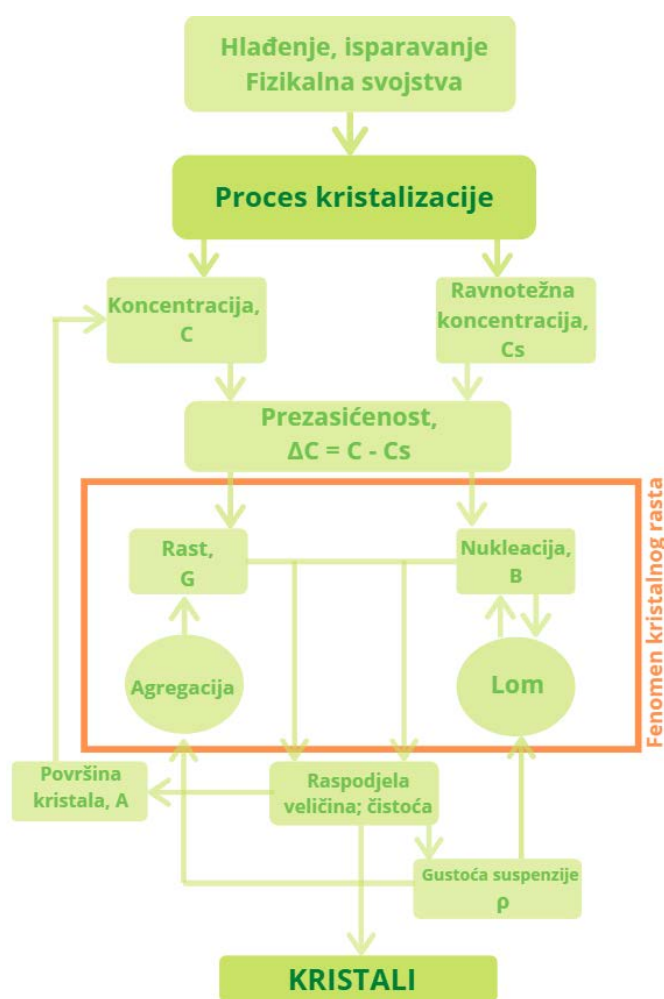 Hlađenje, isparavanje
Fizikalna svojstva
Proces kristalizacije
Koncentracija,
C
Ravnotežna
koncentracija,
Cs
Prezasićenost,
ΔC = C - Cs
Fenomen kristalnog rasta
Rast,
G
Nukleacija,
B
Agregacija
Lom
Površina
kristala, A
Raspodjela
veličina; čistoća
Gustoća suspenzije
ρ
KRISTALI